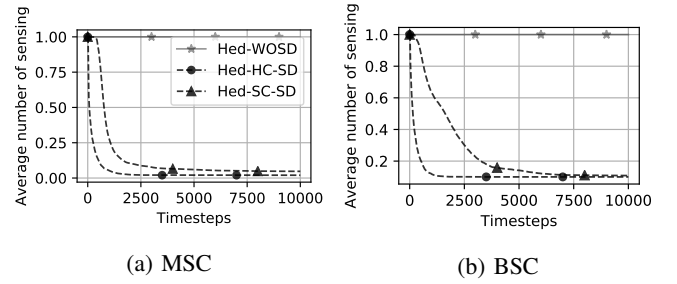 Average number of sensing
1.00
0.75
0.50
0.25
0.00
Hed-WOSD
Hed-HC-SD
Hed-SC-SD
0 2500 5000 7500 10000
Timesteps
(a) MSC
Average number of sensing
1.0
0.8
0.6
0.4
0.2
0 2500 5000 7500 10000
Timesteps
(b) BSC